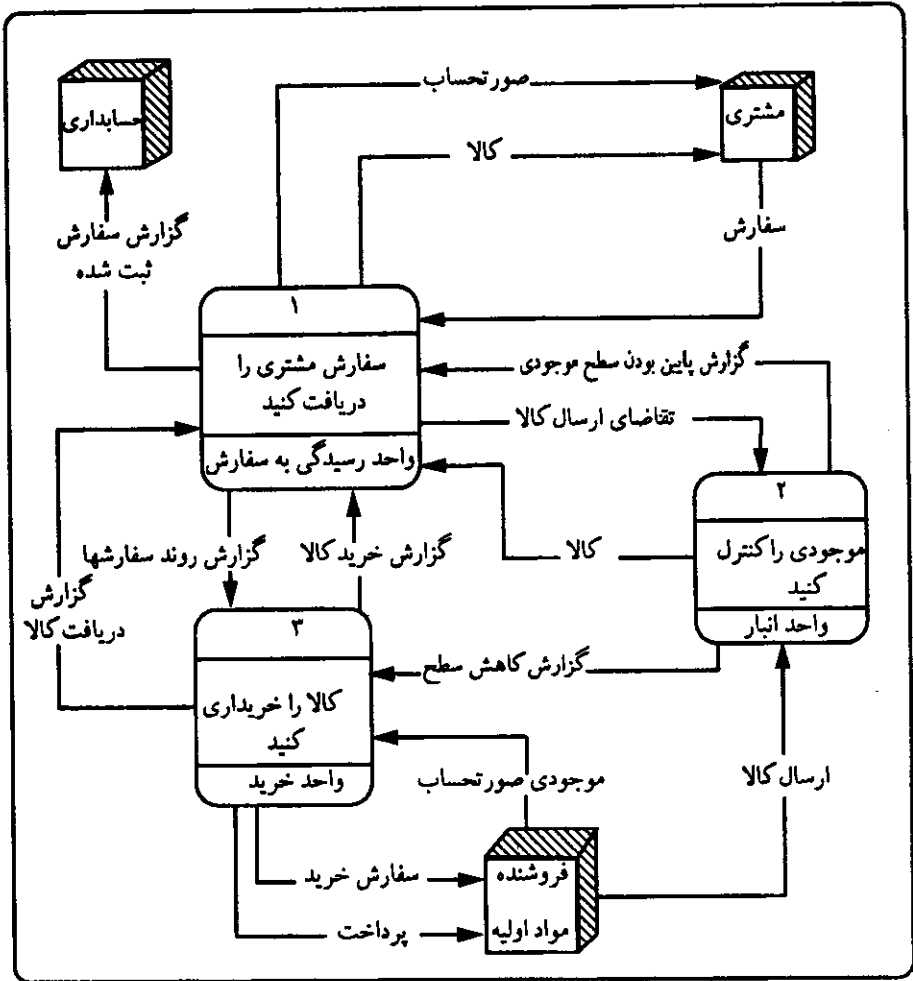 صورتحساب
مشتری
حسابداری
کالا
سفارش
گزارش سفارش
ثبت شده
۱
سفارش مشتری را
دریافت کنید
واحد رسیدگی به سفارش
گزارش پایین بودن سطح موجودی
تقاضای ارسال کالا
۲
موجودی را کنترل
کنید
واحد انبار
کالا
گزارش خرید کالا
گزارش روند سفارشها
گزارش
دریافت کالا
۳
کالا را خریداری
کنید
واحد خرید
گزارش کاهش سطح
موجودی صورتحساب
ارسال کالا
فروشنده
مواد اولیه
سفارش خرید
پرداخت